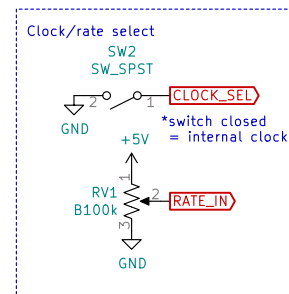 Clock/rate select
SW2
SW_SPST
2
1
CLOCK_SEL
GND
*switch closed
= internal clock
+5V
1
RV1
B100k
2
RATE_IN
3
GND